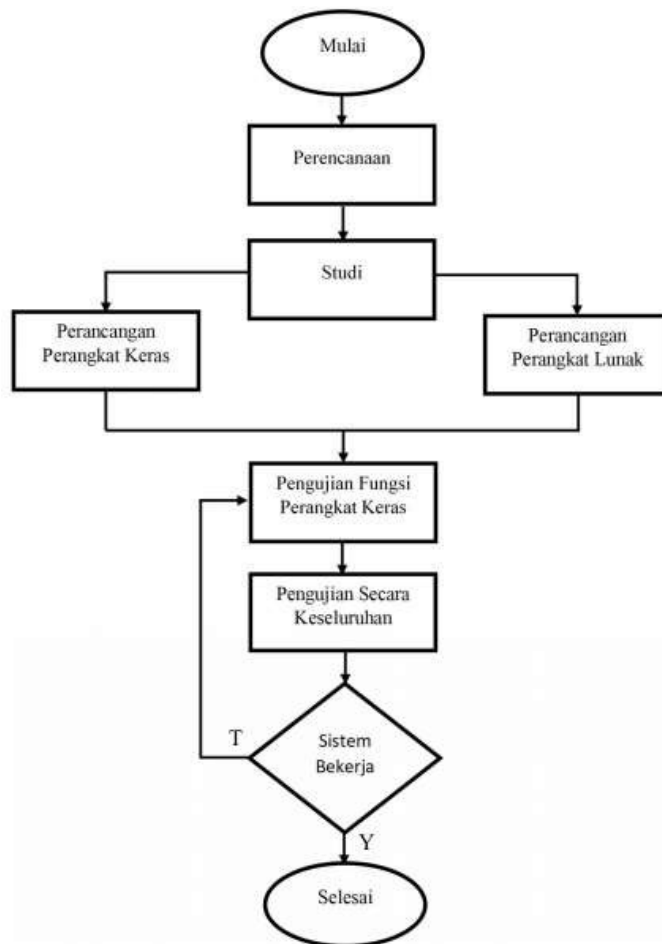 Mulai
Perencanaan
Studi
Perancangan
Perangkat Keras
Perancangan
Perangkat Lunak
Pengujian Fungsi
Perangkat Keras
Pengujian Secara
Keseluruhan
T
Sistem
Bekerja
Y
Selesai